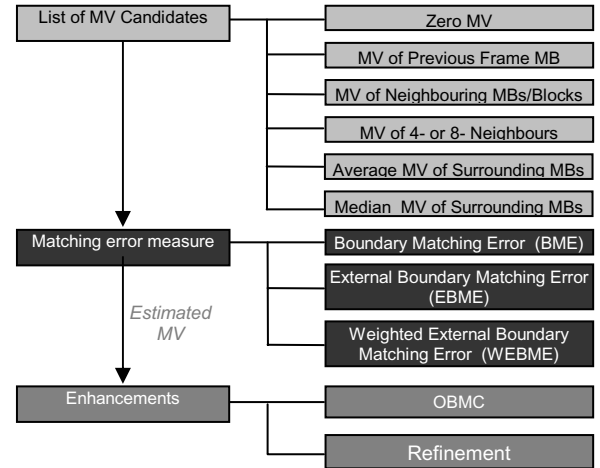 List of MV Candidates
Zero MV
MV of Previous Frame MB
MV of Neighbouring MBs/Blocks
MV of 4- or 8- Neighbours
Average MV of Surrounding MBs
Median MV of Surrounding MBs
Matching error measure
Boundary Matching Error (BME)
External Boundary Matching Error
(EBME)
Weighted External Boundary
Matching Error (WEBME)
Estimated
MV
Enhancements
OBMC
Refinement